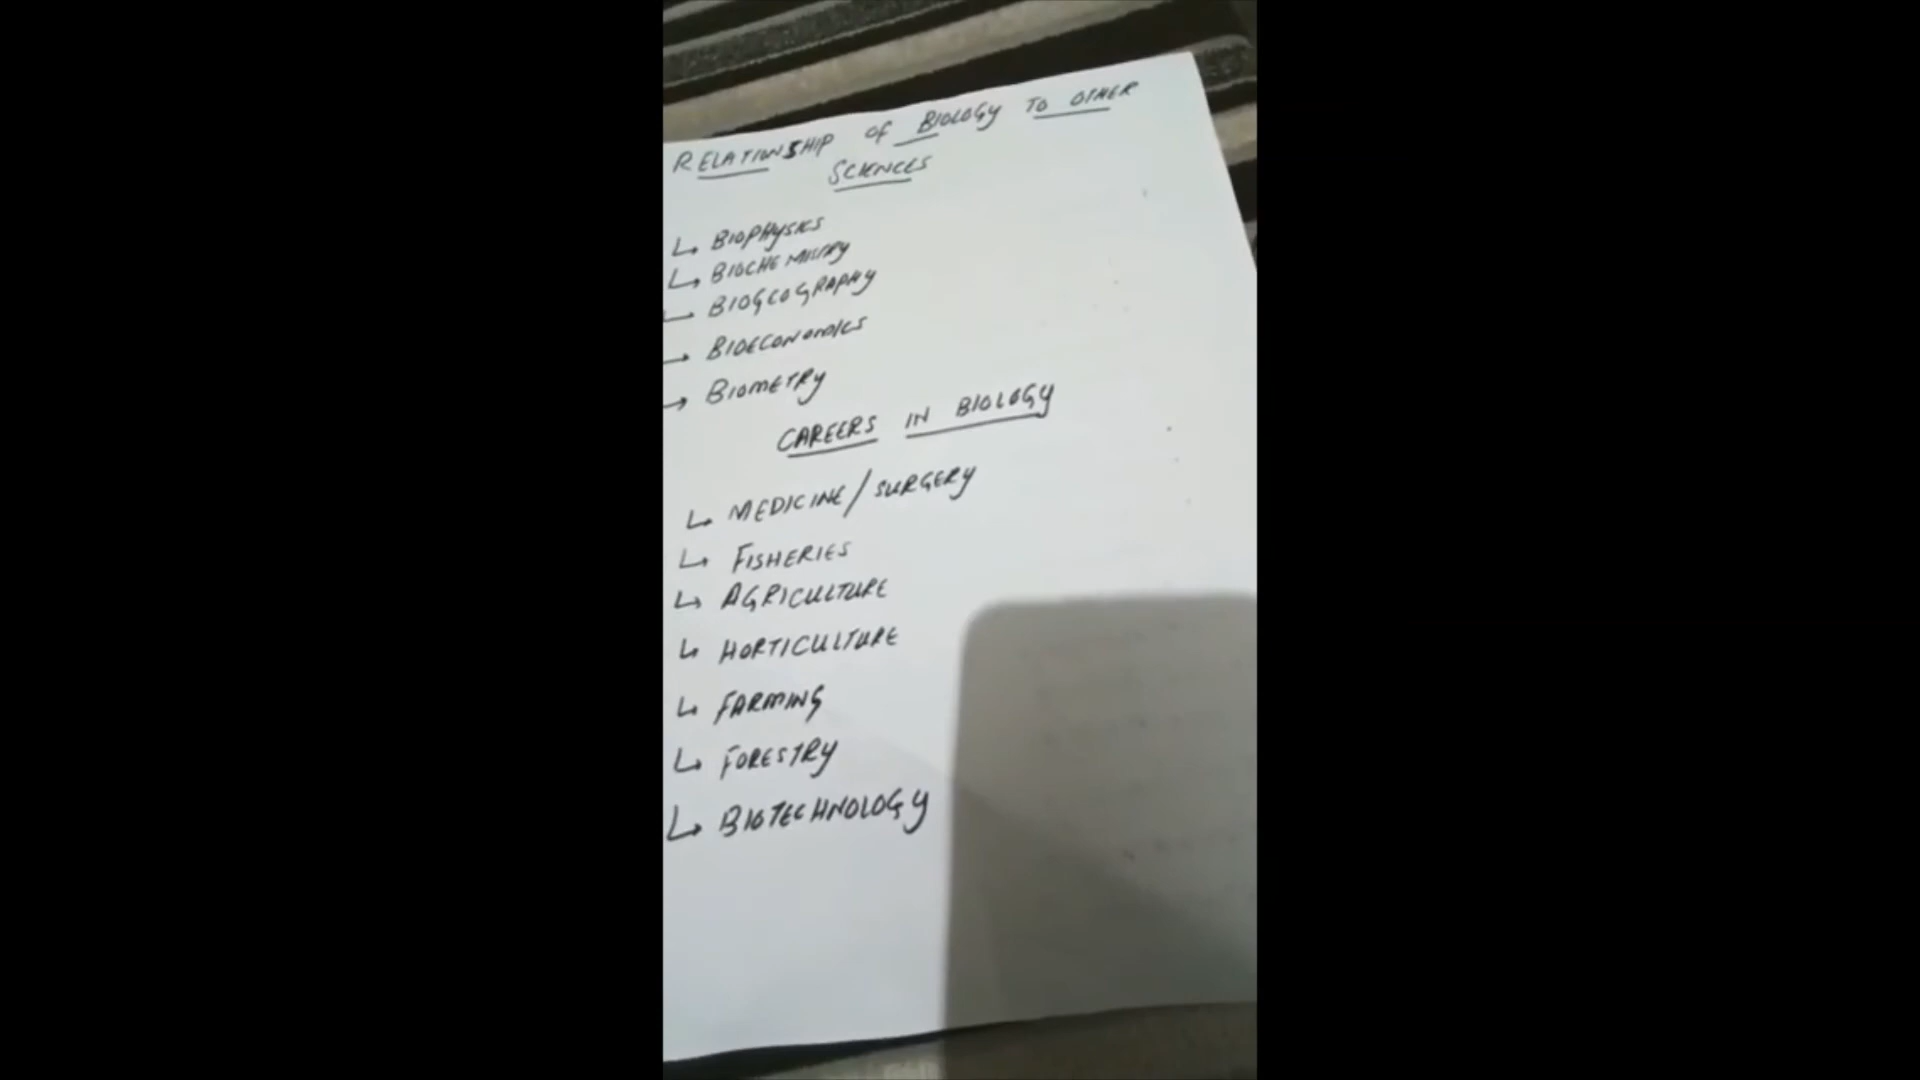 RELATIONSHIP OF BIOLOGY TO OTHER
SCIENCES
↳ BIOPHYSICS
↳ BIOCHEMISTRY
↳ BIOGEOGRAPHY
→ BIOECONOMICS
→ BIOMETRY
CAREERS IN BIOLOGY
↳ MEDICINE/SURGERY
↳ FISHERIES
↳ AGRICULTURE
↳ HORTICULTURE
↳ FARMING
↳ FORESTRY
↳ BIOTECHNOLOGY